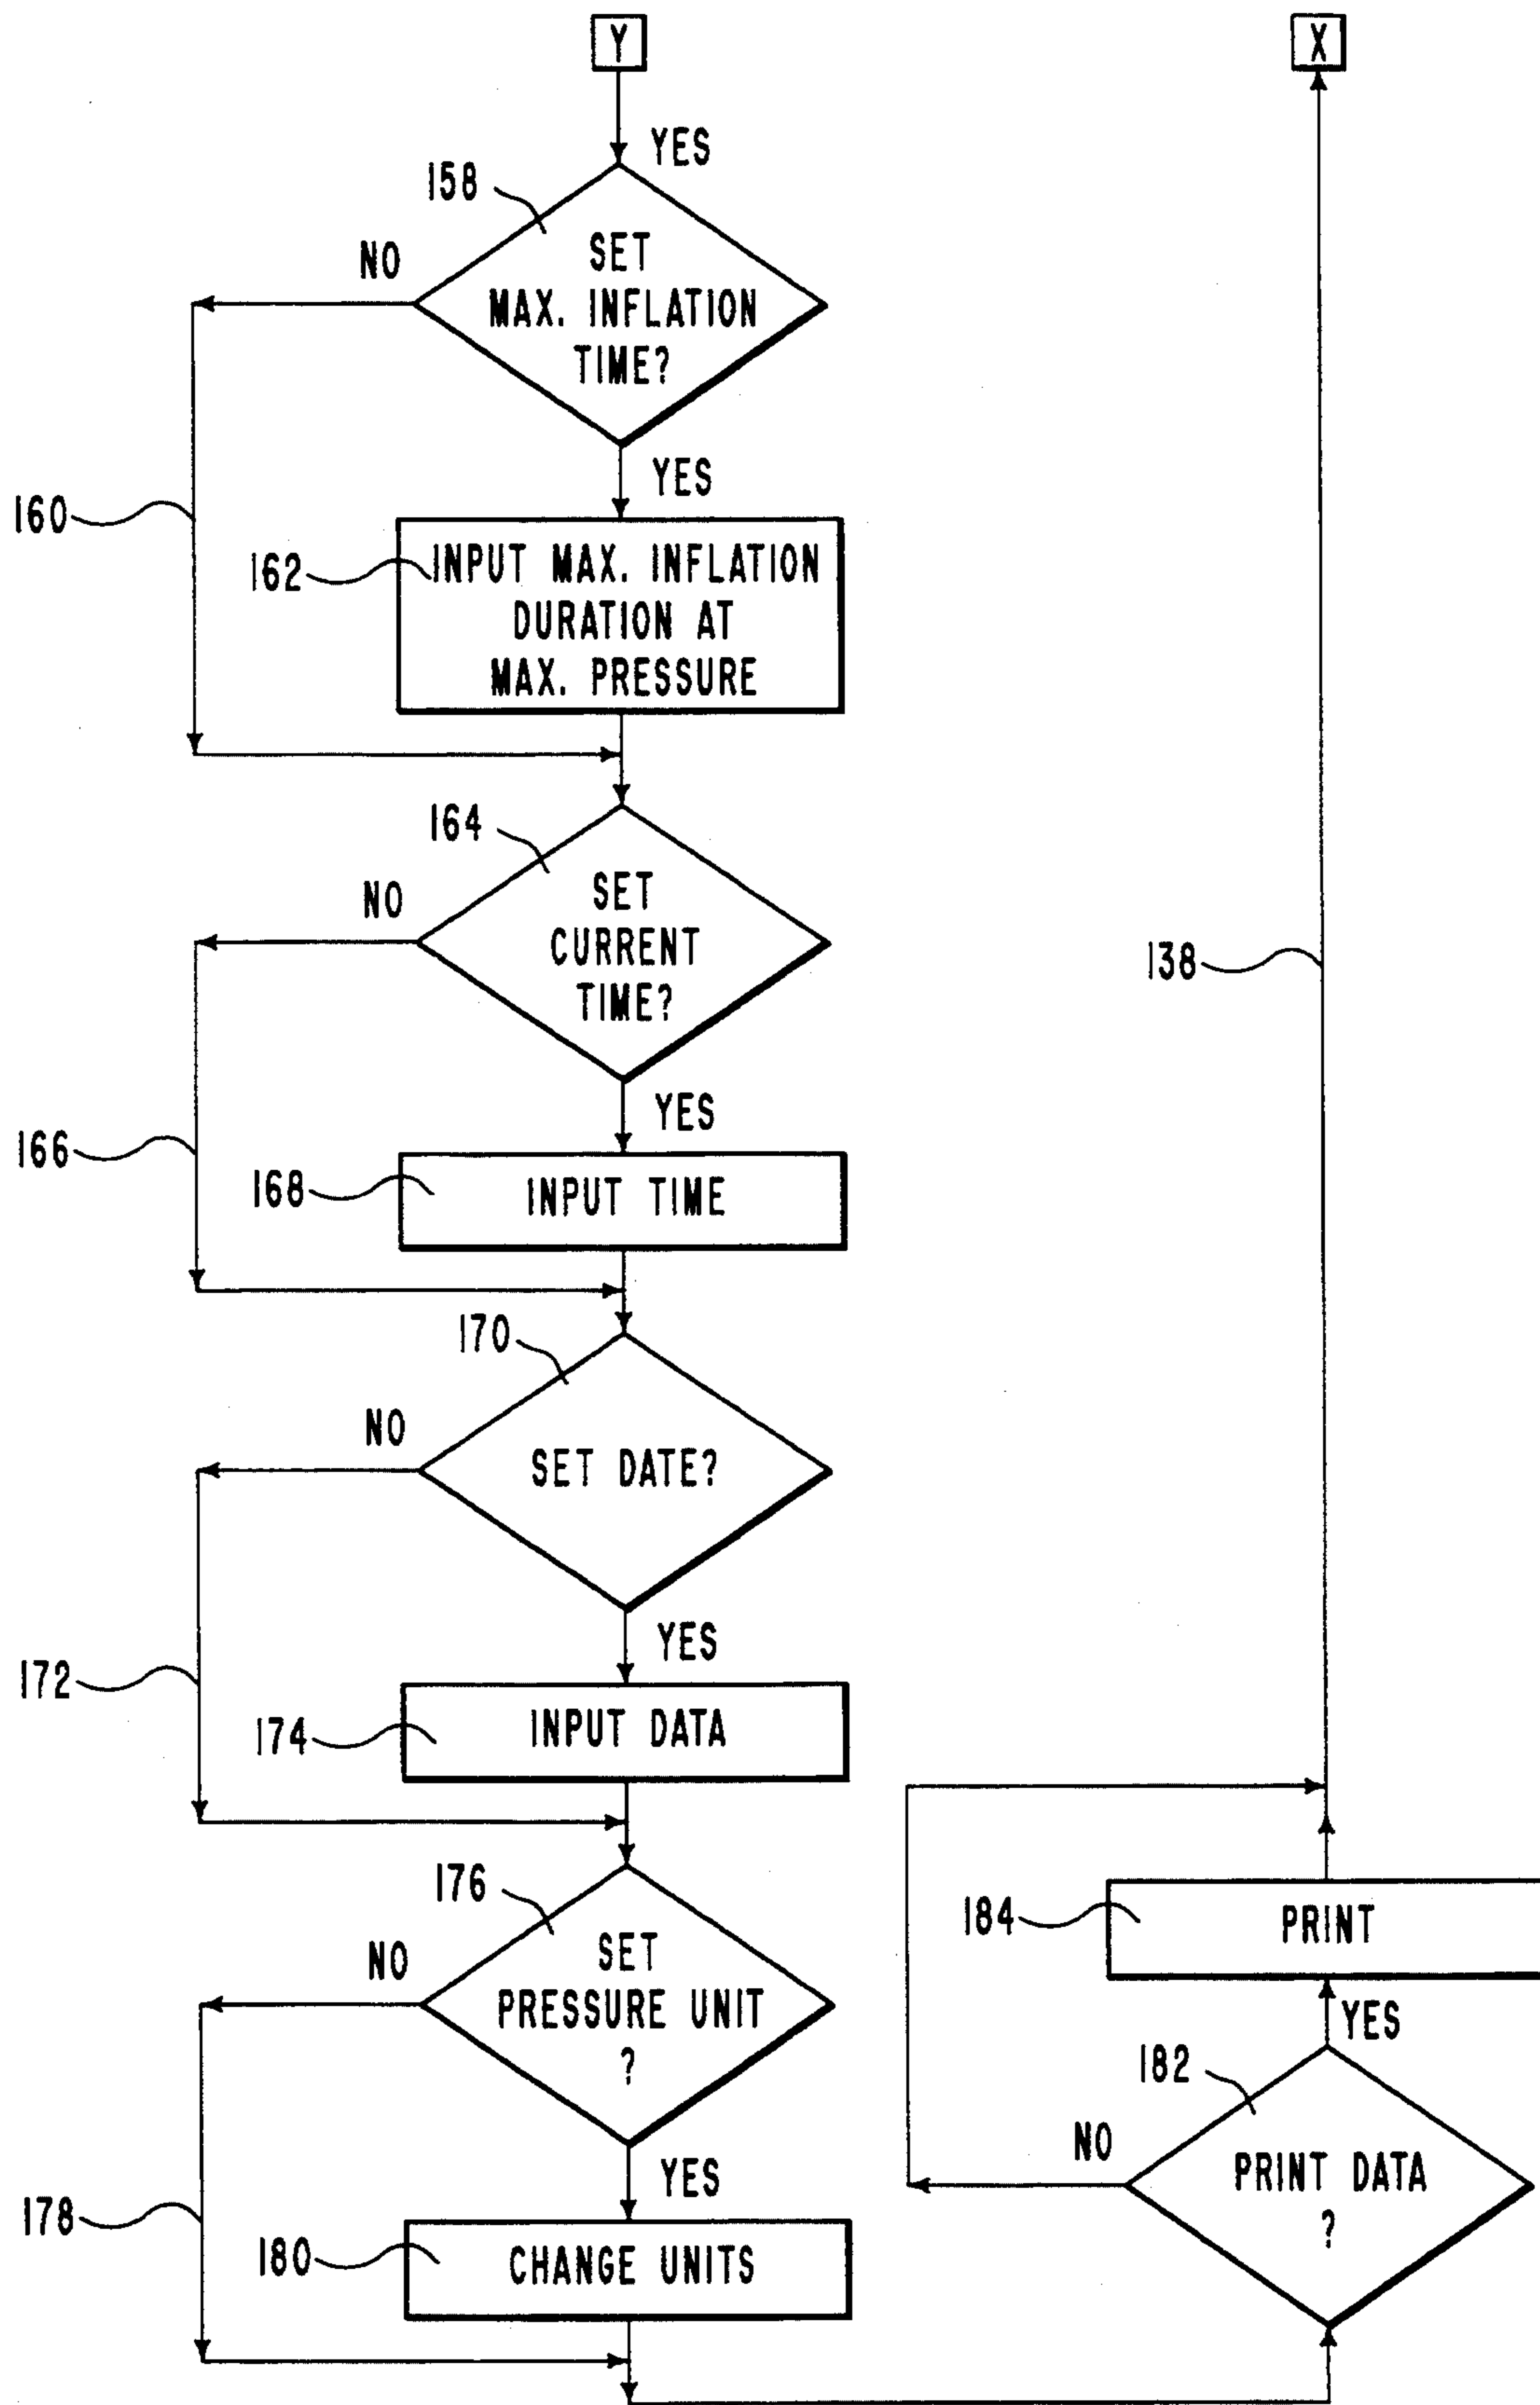 Y
YES
158
NO
SET
MAX. INFLATION
TIME?
YES
160
162
INPUT MAX. INFLATION
DURATION AT
MAX. PRESSURE
164
NO
SET
CURRENT
TIME?
YES
166
168
INPUT TIME
170
NO
SET DATE?
YES
172
174
INPUT DATA
176
NO
SET
PRESSURE UNIT
?
YES
178
180
CHANGE UNITS
X
138
184
PRINT
YES
182
NO
PRINT DATA
?